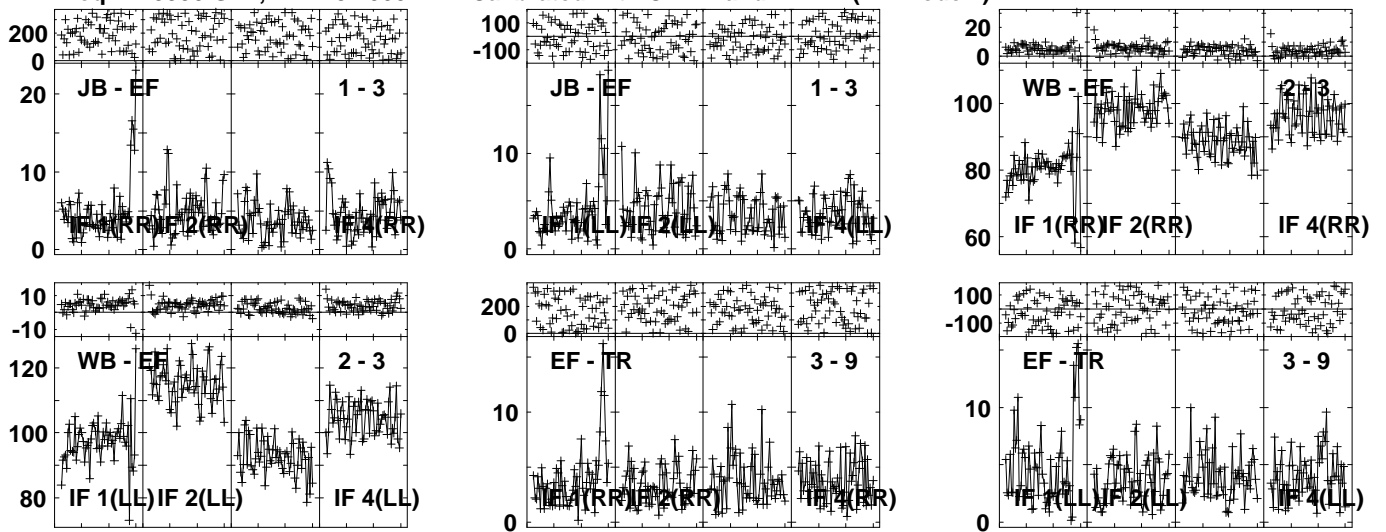 200
0
JB - EF
1 - 3
20
10
0
IF 1(RR)
IF 2(RR)
IF 4(RR)
100
-100
JB - EF
1 - 3
10
0
IF 1(LL)
IF 2(LL)
IF 4(LL)
20
0
WB - EF
2 - 3
100
80
60
IF 1(RR)
IF 2(RR)
IF 4(RR)
10
-10
WB - EF
2 - 3
120
100
80
IF 1(LL)
IF 2(LL)
IF 4(LL)
200
0
EF - TR
3 - 9
10
0
IF 1(RR)
IF 2(RR)
IF 4(RR)
100
-100
EF - TR
3 - 9
10
0
IF 1(LL)
IF 2(LL)
IF 4(LL)